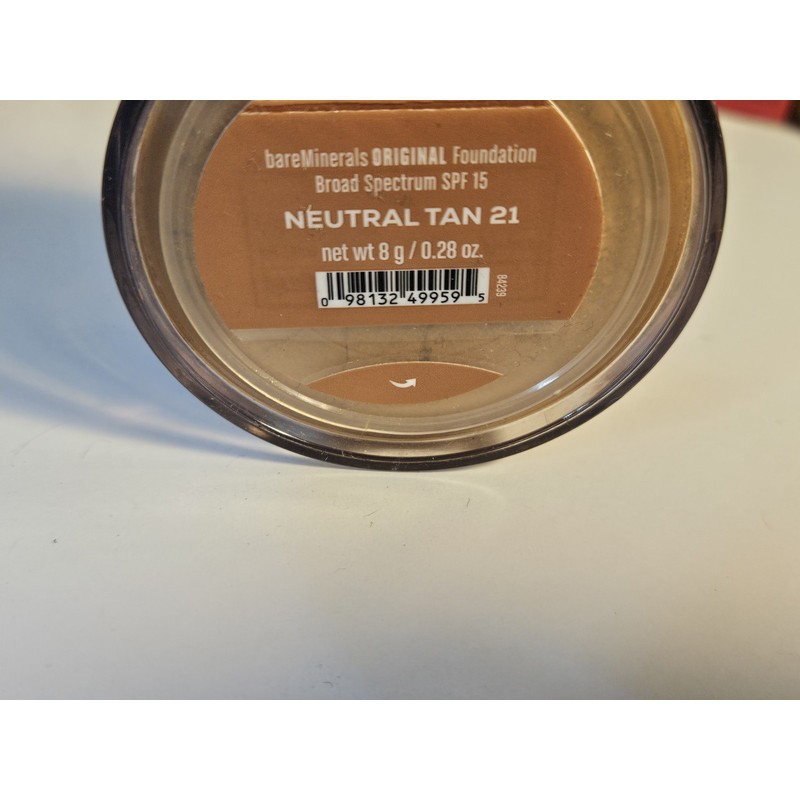 bareMinerals ORIGINAL Foundation
Broad Spectrum SPF 15
NEUTRAL TAN 21
net wt 8 g / 0.28 oz.
0 98132 49959 5
84239